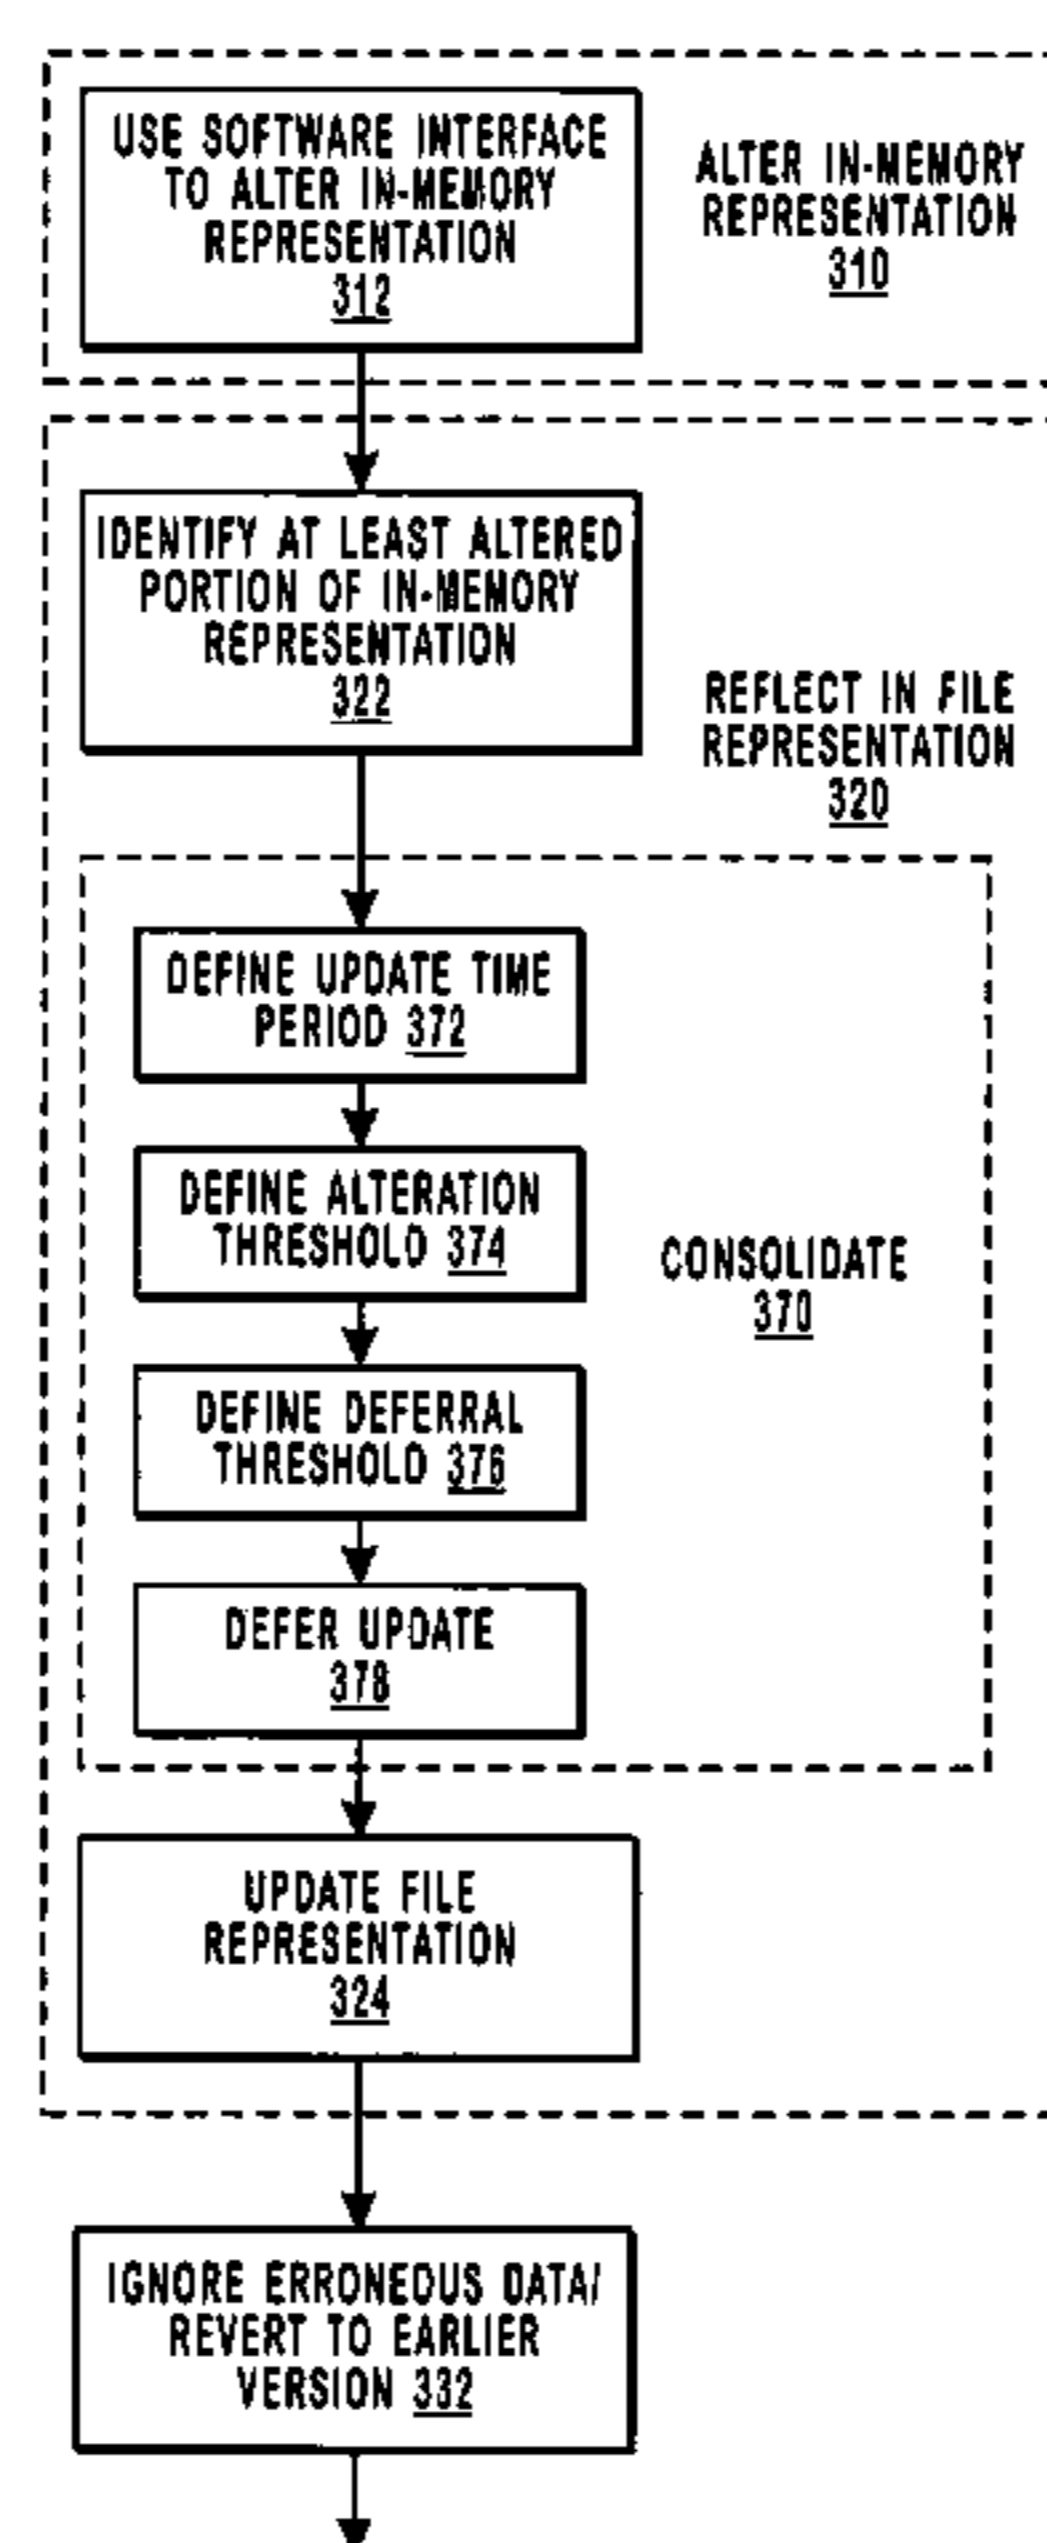 USE SOFTWARE INTERFACE
TO ALTER IN-MEMORY
REPRESENTATION
312
ALTER IN-MEMORY
REPRESENTATION
310
IDENTIFY AT LEAST ALTERED
PORTION OF IN-MEMORY
REPRESENTATION
322
REFLECT IN FILE
REPRESENTATION
320
DEFINE UPDATE TIME
PERIOD 372
DEFINE ALTERATION
THRESHOLD 374
CONSOLIDATE
370
DEFINE DEFERRAL
THRESHOLD 376
DEFER UPDATE
378
UPDATE FILE
REPRESENTATION
324
IGNORE ERRONEOUS DATA/
REVERT TO EARLIER
VERSION 332